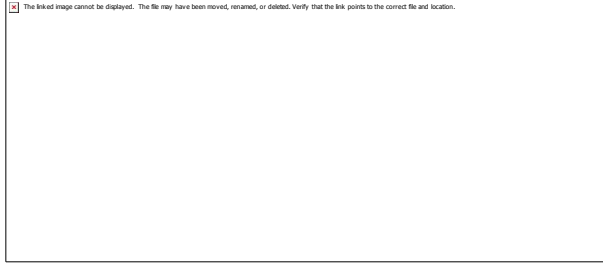 The linked image cannot be displayed. The file may have been moved, renamed, or deleted. Verify that the link points to the correct file and location.